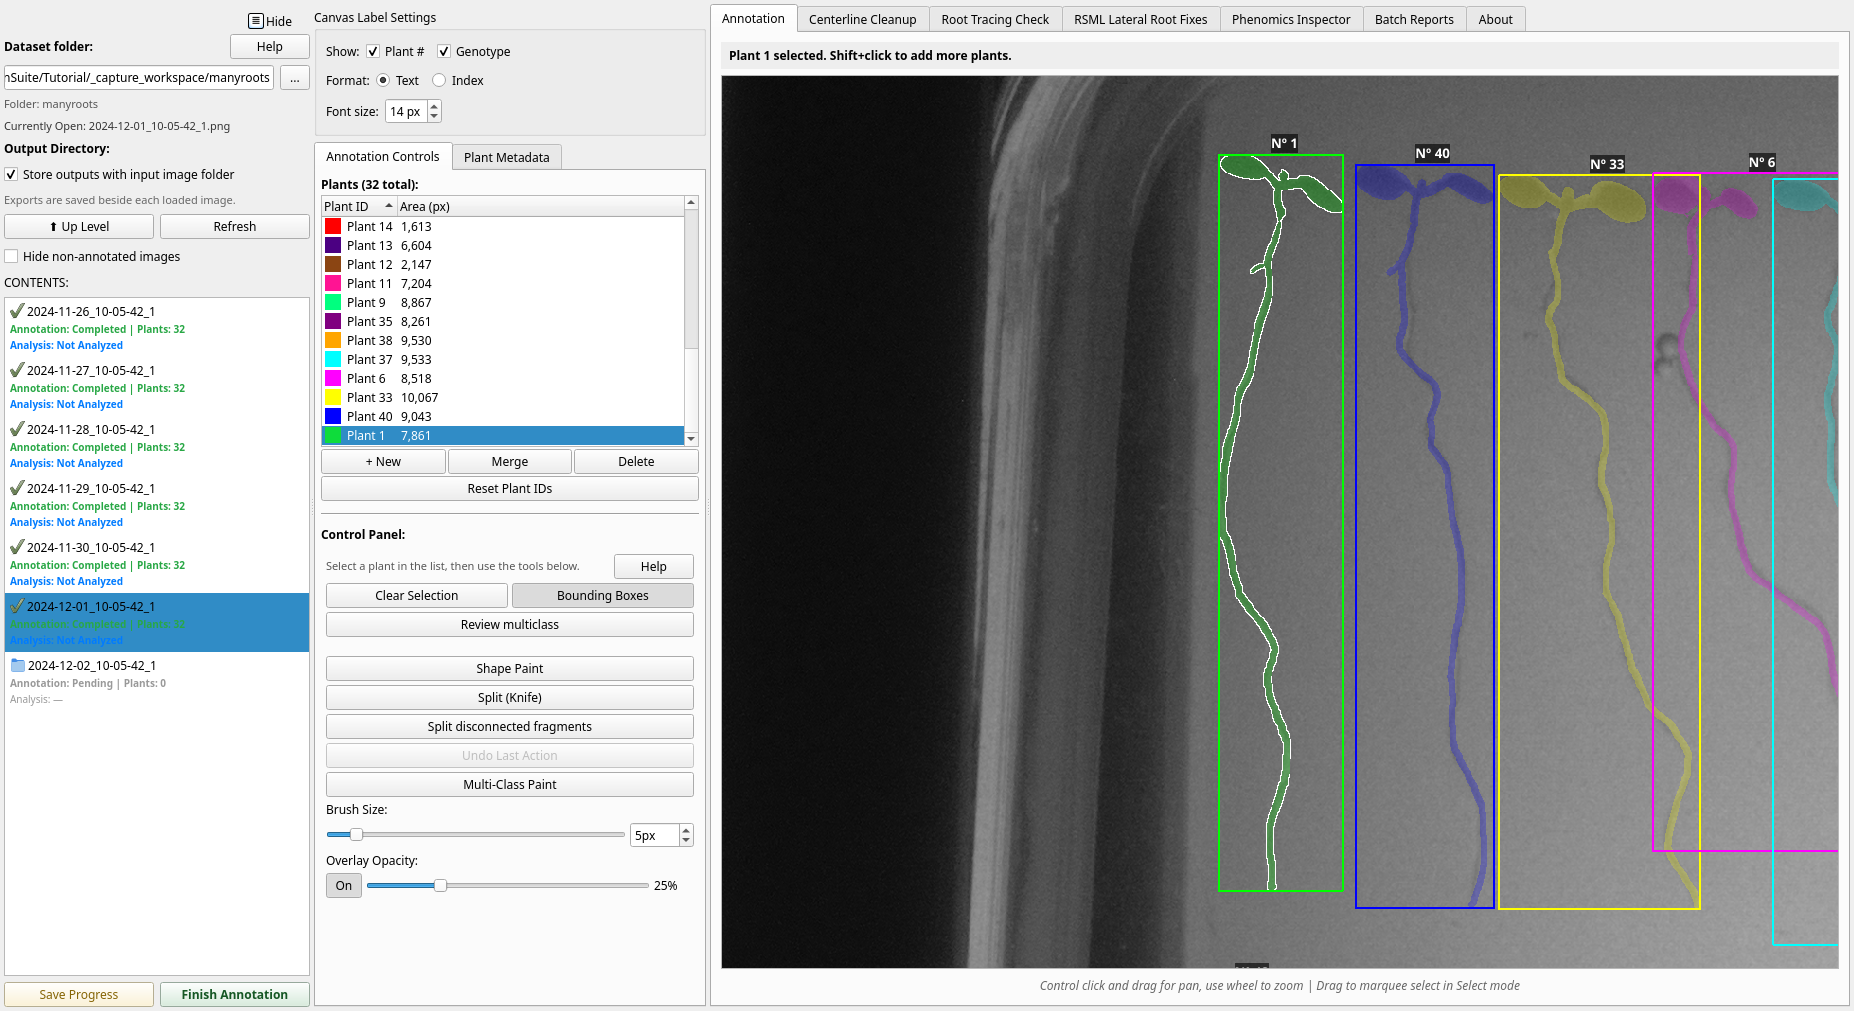 Hide
Dataset folder:
Help
nSuite/Tutorial/_capture_workspace/manyroots
...
Folder: manyroots
Currently Open: 2024-12-01_10-05-42_1.png
Output Directory:
Store outputs with input image folder
Exports are saved beside each loaded image.
Up Level
Refresh
Hide non-annotated images
CONTENTS:
2024-11-26_10-05-42_1
Annotation: Completed | Plants: 32
Analysis: Not Analyzed
2024-11-27_10-05-42_1
Annotation: Completed | Plants: 32
Analysis: Not Analyzed
2024-11-28_10-05-42_1
Annotation: Completed | Plants: 32
Analysis: Not Analyzed
2024-11-29_10-05-42_1
Annotation: Completed | Plants: 32
Analysis: Not Analyzed
2024-11-30_10-05-42_1
Annotation: Completed | Plants: 32
Analysis: Not Analyzed
2024-12-01_10-05-42_1
Annotation: Completed | Plants: 32
Analysis: Not Analyzed
2024-12-02_10-05-42_1
Annotation: Pending | Plants: 0
Analysis: —
Save Progress
Finish Annotation
Canvas Label Settings
Show: Plant # Genotype
Format: Text Index
Font size: 14 px
Annotation Controls
Plant Metadata
Plants (32 total):
Plant ID Area (px)
Plant 14 1,613
Plant 13 6,604
Plant 12 2,147
Plant 11 7,204
Plant 9 8,867
Plant 35 8,261
Plant 38 9,530
Plant 37 9,533
Plant 6 8,518
Plant 33 10,067
Plant 40 9,043
Plant 1 7,861
+ New
Merge
Delete
Reset Plant IDs
Control Panel:
Select a plant in the list, then use the tools below.
Help
Clear Selection
Bounding Boxes
Review multiclass
Shape Paint
Split (Knife)
Split disconnected fragments
Undo Last Action
Multi-Class Paint
Brush Size:
5px
Overlay Opacity:
On
25%
Annotation
Centerline Cleanup
Root Tracing Check
RSML Lateral Root Fixes
Phenomics Inspector
Batch Reports
About
Plant 1 selected. Shift+click to add more plants.
Nº 1
Nº 40
Nº 33
Nº 6
Control click and drag for pan, use wheel to zoom | Drag to marquee select in Select mode